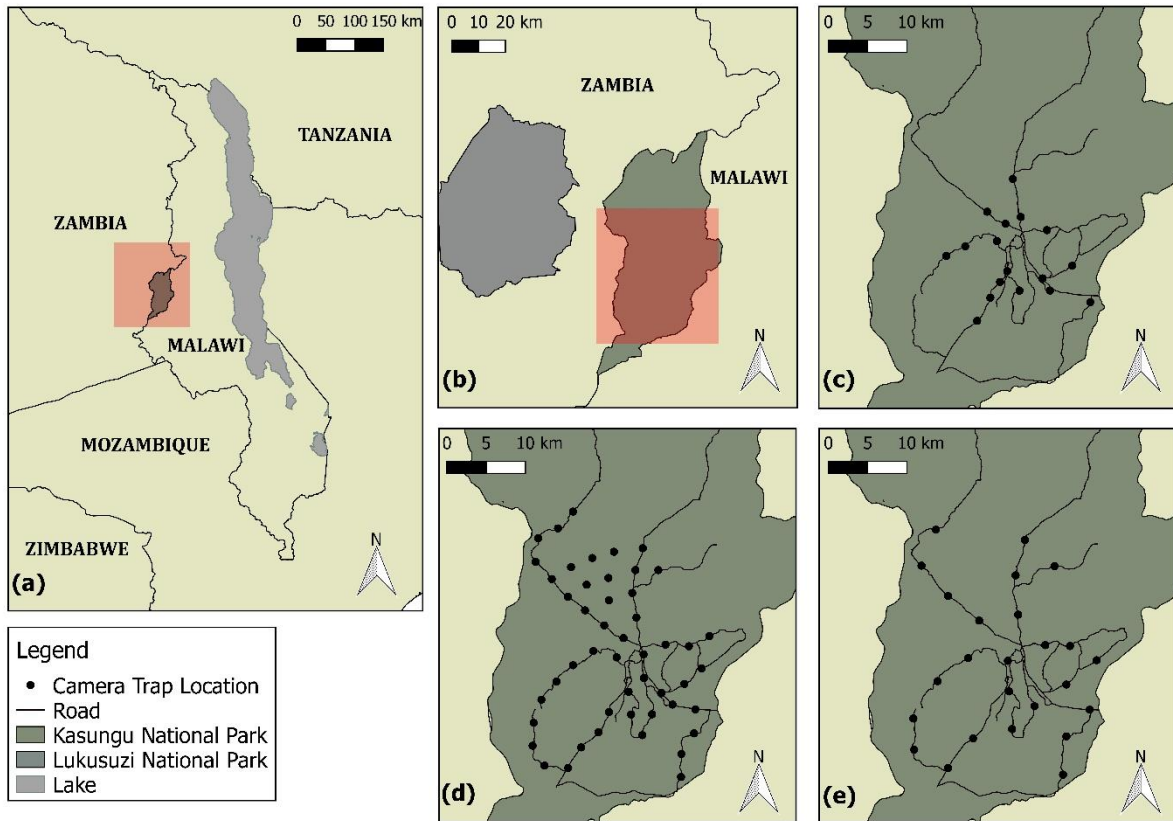 0 50 100 150 km
TANZANIA
ZAMBIA
MALAWI
MOZAMBIQUE
ZIMBABWE
N
(a)
0 10 20 km
ZAMBIA
MALAWI
N
(b)
0 5 10 km
N
(c)
Legend
Camera Trap Location
Road
Kasungu National Park
Lukusuzi National Park
Lake
0 5 10 km
N
(d)
0 5 10 km
N
(e)